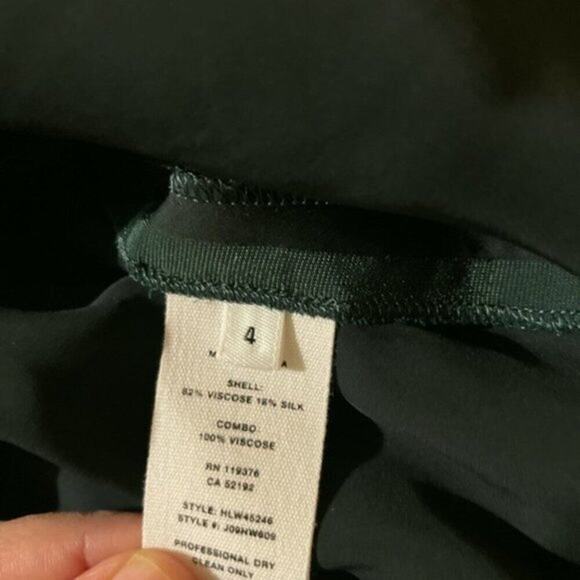 4
M A
SHELL:
82% VISCOSE 18% SILK
COMBO:
100% VISCOSE
RN 119376
CA 52192
STYLE: HLW45246
STYLE #: J09HW609
PROFESSIONAL DRY
CLEAN ONLY